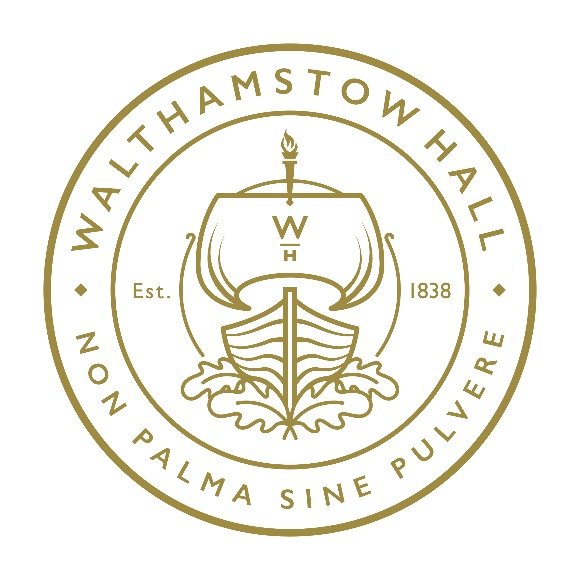 WALTHAMSTOW HALL
W
H
Est. 1838
NON PALMA SINE PULVERE